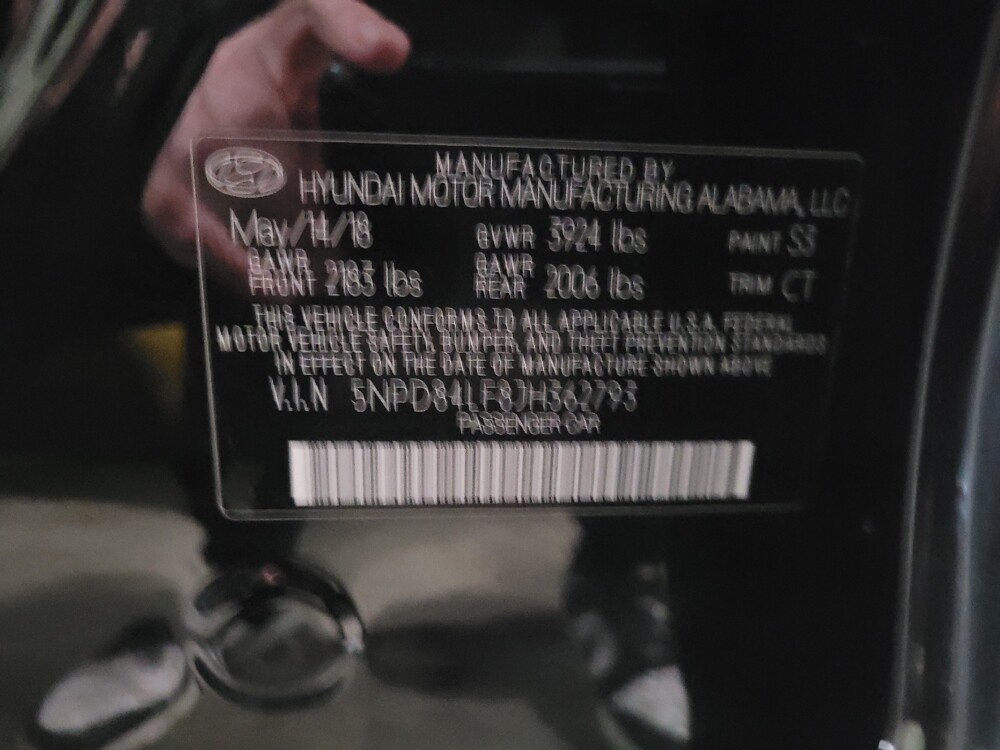 MANUFACTURED BY
HYUNDAI MOTOR MANUFACTURING ALABAMA, LLC
May/14/18 GVWR 3924 lbs PAINT S3
GAWR FRONT 2183 lbs GAWR REAR 2006 lbs TRIM CT
THIS VEHICLE CONFORMS TO ALL APPLICABLE U.S.A. FEDERAL
MOTOR VEHICLE SAFETY, BUMPER, AND THEFT PREVENTION STANDARDS
IN EFFECT ON THE DATE OF MANUFACTURE SHOWN ABOVE
V.I.N 5NPD84LF8JH362793
PASSENGER CAR